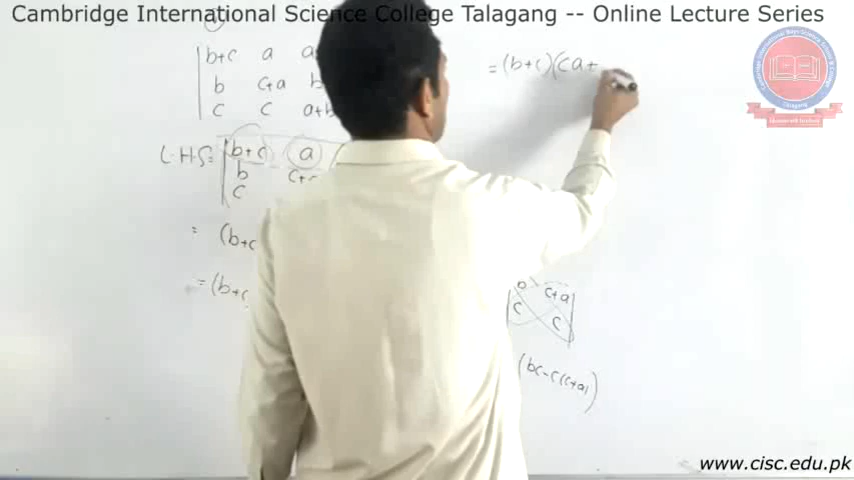 Cambridge International Science College Talagang -- Online Lecture Series
b+c a a
b c+a b
c c a+b
L·H·S= b+c a
b c+
c
= (b+c
= (b+c
= (b+c)(ca+
b c+a
c c
(bc-c(c+a))
www.cisc.edu.pk